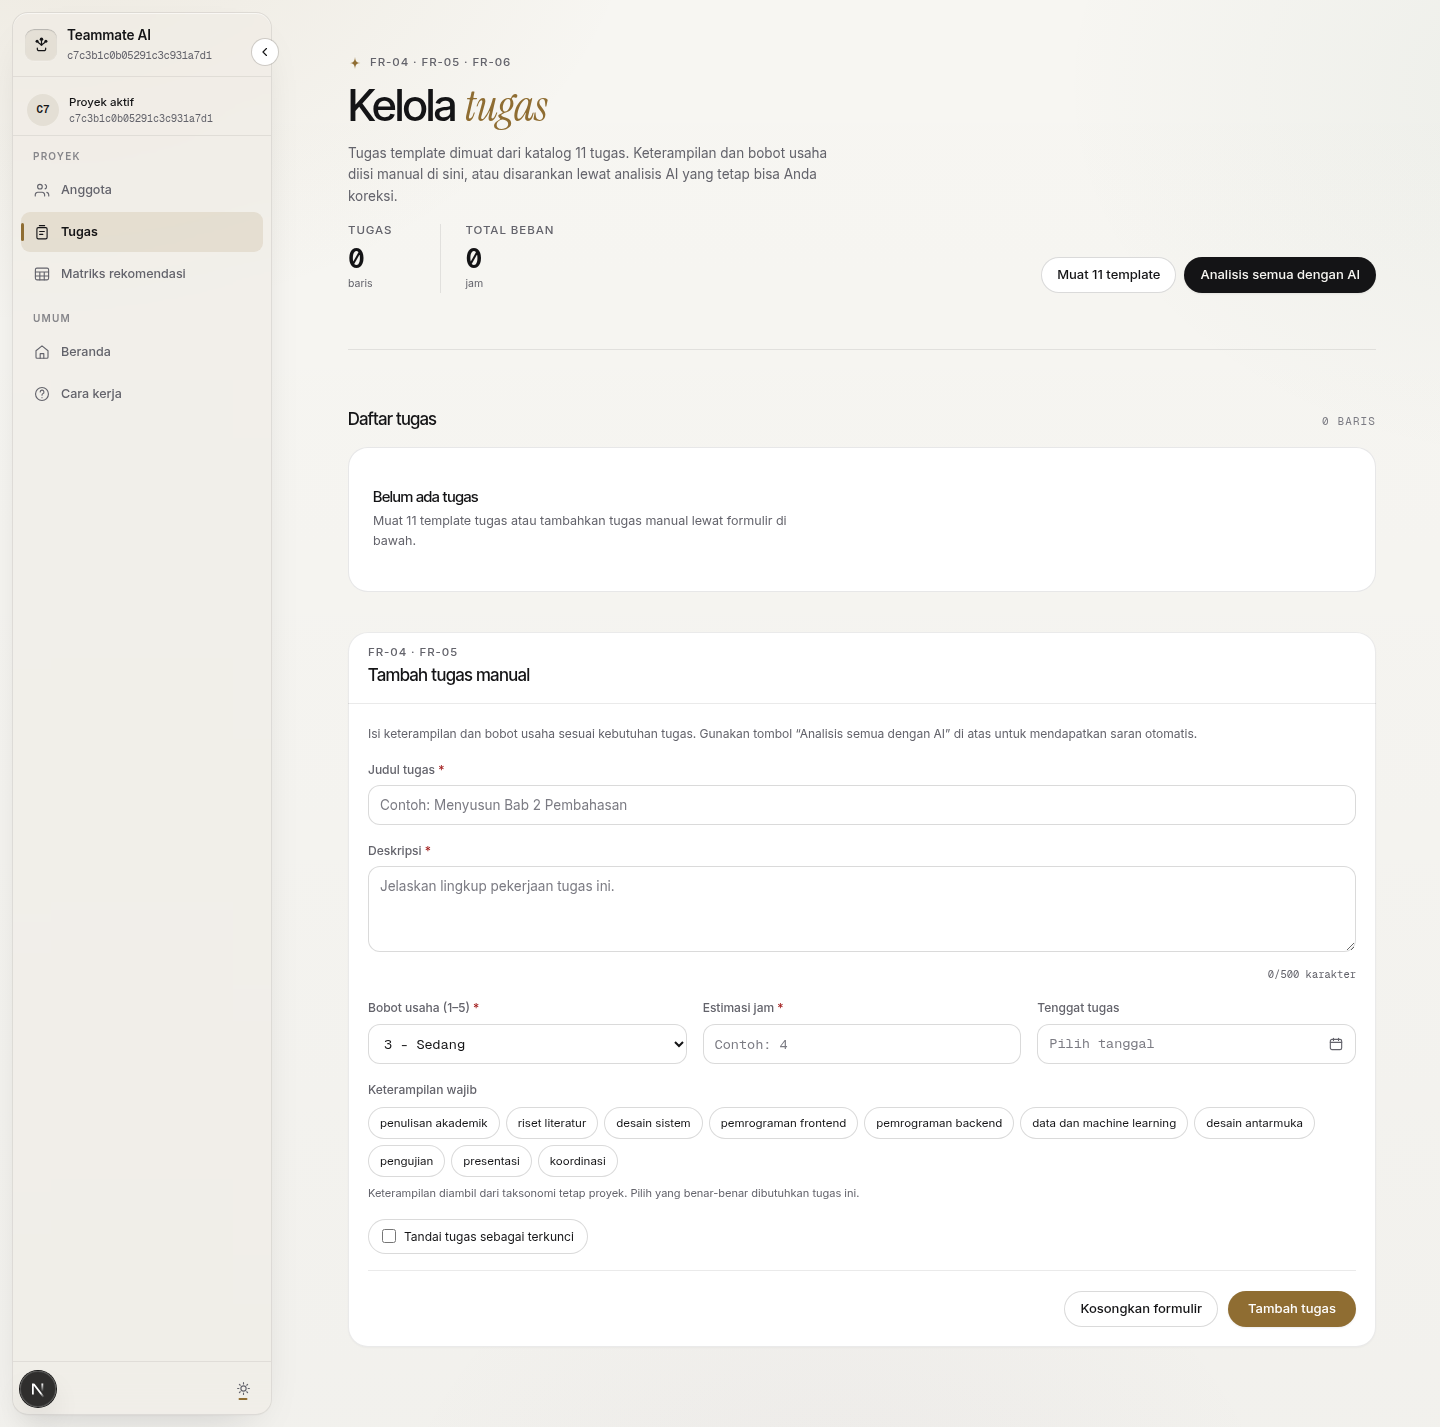 Teammate AI
c7c3b1c0b05291c3c931a7d1
C7
Proyek aktif
c7c3b1c0b05291c3c931a7d1
PROYEK
Anggota
Tugas
Matriks rekomendasi
UMUM
Beranda
Cara kerja
N
FR-04 · FR-05 · FR-06
Kelola tugas
Tugas template dimuat dari katalog 11 tugas. Keterampilan dan bobot usaha
diisi manual di sini, atau disarankan lewat analisis AI yang tetap bisa Anda
koreksi.
TUGAS
0
baris
TOTAL BEBAN
0
jam
Muat 11 template
Analisis semua dengan AI
Daftar tugas
0 BARIS
Belum ada tugas
Muat 11 template tugas atau tambahkan tugas manual lewat formulir di
bawah.
FR-04 · FR-05
Tambah tugas manual
Isi keterampilan dan bobot usaha sesuai kebutuhan tugas. Gunakan tombol “Analisis semua dengan AI” di atas untuk mendapatkan saran otomatis.
Judul tugas *
Contoh: Menyusun Bab 2 Pembahasan
Deskripsi *
Jelaskan lingkup pekerjaan tugas ini.
0/500 karakter
Bobot usaha (1–5) *
3 - Sedang
Estimasi jam *
Contoh: 4
Tenggat tugas
Pilih tanggal
Keterampilan wajib
penulisan akademik
riset literatur
desain sistem
pemrograman frontend
pemrograman backend
data dan machine learning
desain antarmuka
pengujian
presentasi
koordinasi
Keterampilan diambil dari taksonomi tetap proyek. Pilih yang benar-benar dibutuhkan tugas ini.
Tandai tugas sebagai terkunci
Kosongkan formulir
Tambah tugas